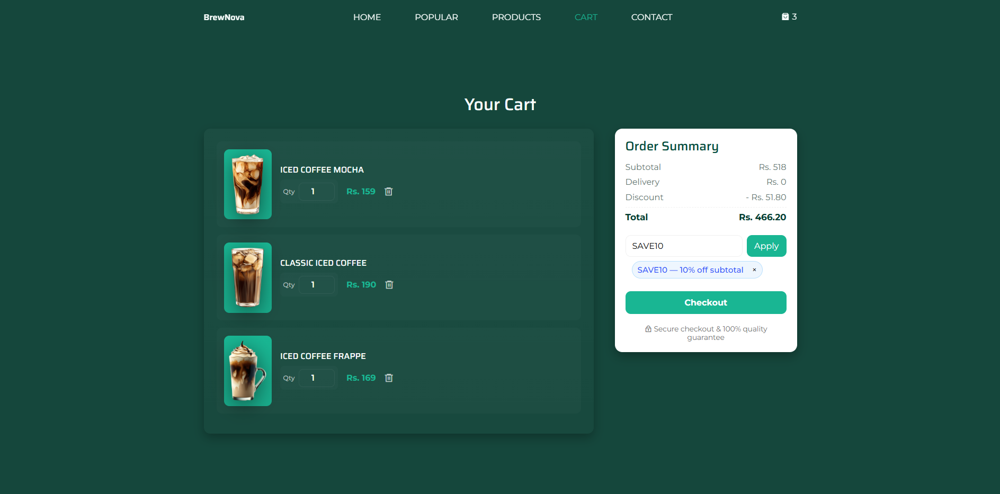 BrewNova
HOME POPULAR PRODUCTS CART CONTACT
3
Your Cart
ICED COFFEE MOCHA
Qty 1 Rs. 159
CLASSIC ICED COFFEE
Qty 1 Rs. 190
ICED COFFEE FRAPPE
Qty 1 Rs. 169
Order Summary
Subtotal Rs. 518
Delivery Rs. 0
Discount - Rs. 51.80
Total Rs. 466.20
SAVE10 Apply
SAVE10 — 10% off subtotal ×
Checkout
Secure checkout & 100% quality
guarantee